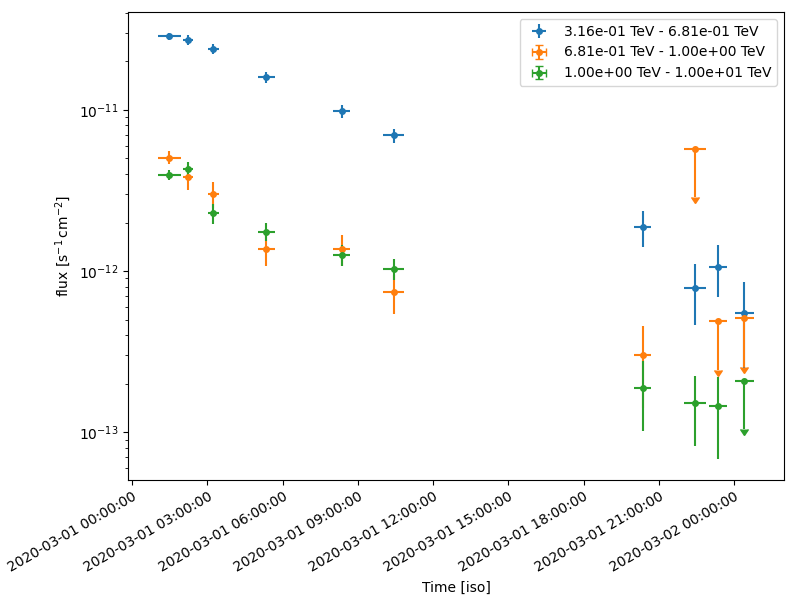 3.16e-01 TeV - 6.81e-01 TeV
6.81e-01 TeV - 1.00e+00 TeV
1.00e+00 TeV - 1.00e+01 TeV
10⁻¹¹
10⁻¹²
10⁻¹³
flux [s⁻¹ cm⁻²]
2020-03-01 00:00:00
2020-03-01 03:00:00
2020-03-01 06:00:00
2020-03-01 09:00:00
2020-03-01 12:00:00
2020-03-01 15:00:00
2020-03-01 18:00:00
2020-03-01 21:00:00
2020-03-02 00:00:00
Time [iso]